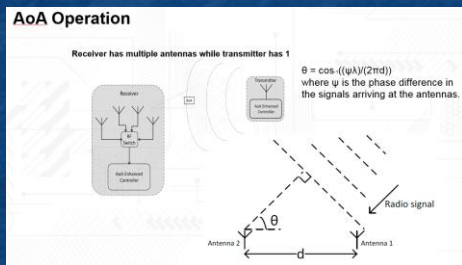 AoA Operation
Receiver has multiple antennas while transmitter has 1
θ = cos-((ψλ)/(2πd))
where ψ is the phase difference in
the signals arriving at the antennas.
Receiver
RF
Switch
AoA Enhanced
Controller
Transmitter
AoA Enhanced
Controller
Radio signal
θ
Antenna 2
Antenna 1
d